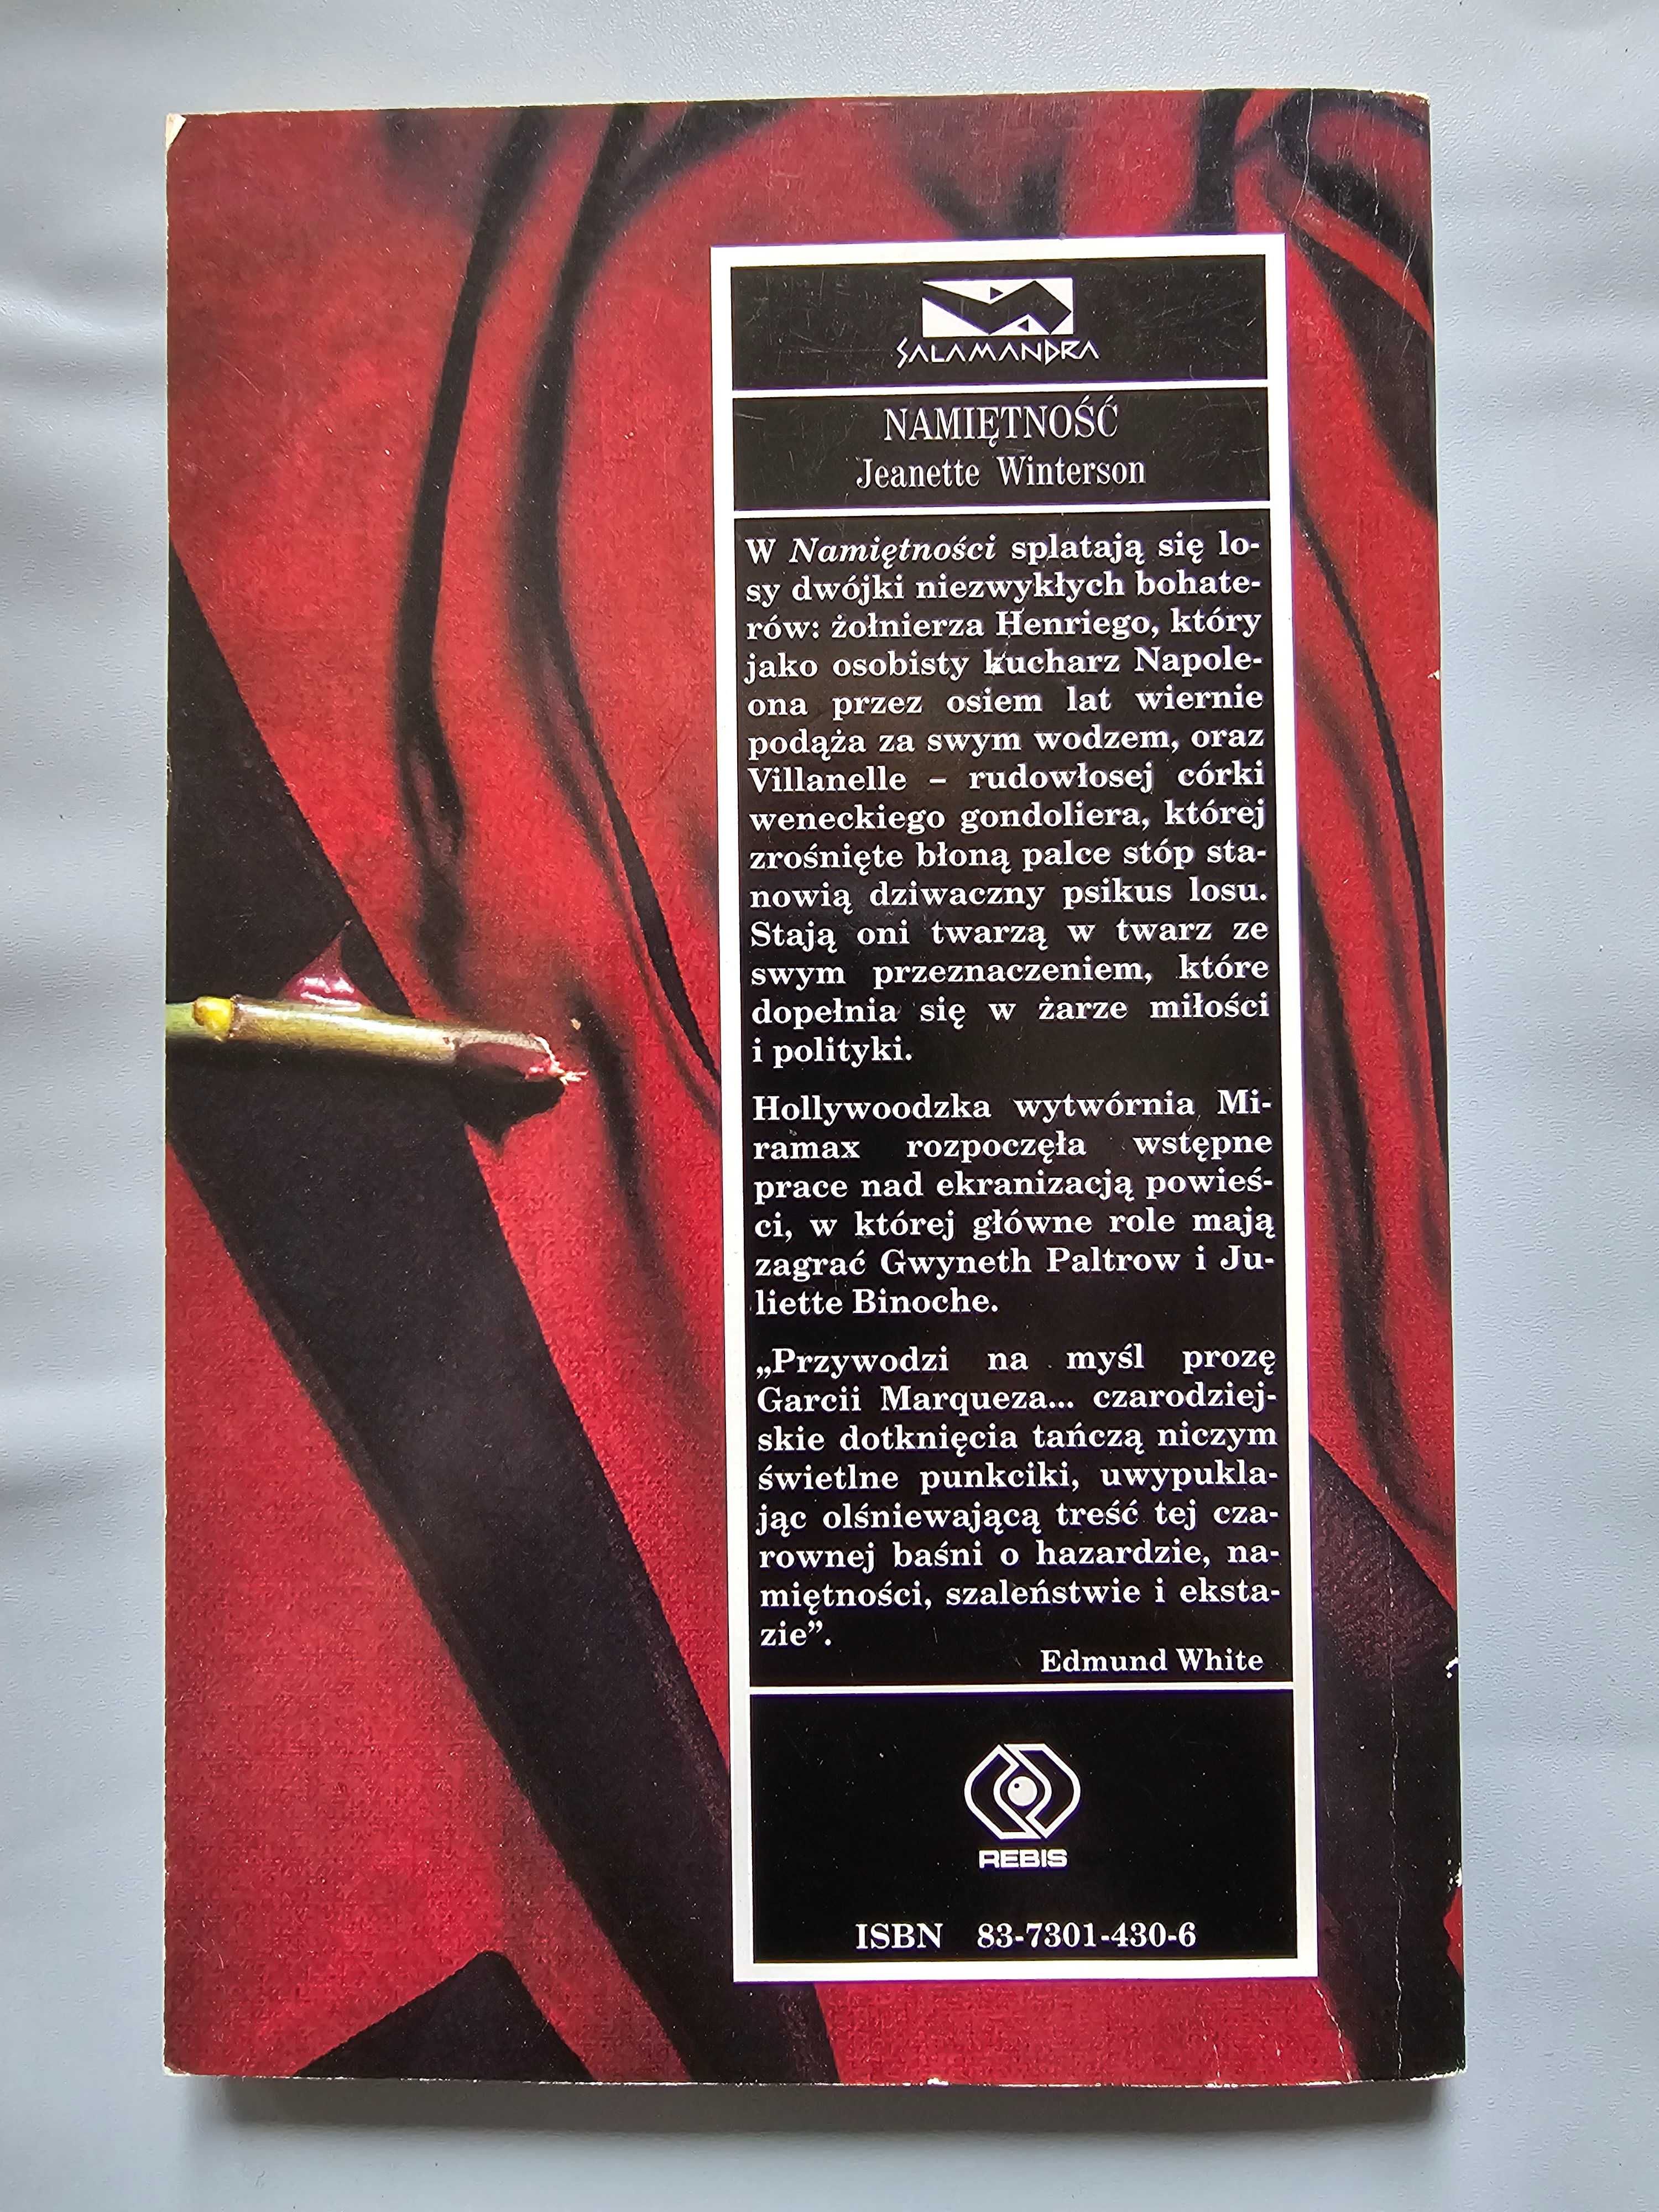 SALAMANDRA
NAMIĘTNOŚĆ
Jeanette Winterson
W Namiętności splatają się lo-
sy dwójki niezwykłych bohate-
rów: żołnierza Henriego, który
jako osobisty kucharz Napole-
ona przez osiem lat wiernie
podąża za swym wodzem, oraz
Villanelle – rudowłosej córki
weneckiego gondoliera, której
zrośnięte błoną palce stóp sta-
nowią dziwaczny psikus losu.
Stają oni twarzą w twarz ze
swym przeznaczeniem, które
dopełnia się w żarze miłości
i polityki.
Hollywoodzka wytwórnia Mi-
ramax rozpoczęła wstępne
prace nad ekranizacją powieś-
ci, w której główne role mają
zagrać Gwyneth Paltrow i Ju-
liette Binoche.
„Przywodzi na myśl prozę
Garcii Marqueza... czarodziej-
skie dotknięcia tańczą niczym
świetlne punkciki, uwypukla-
jąc olśniewającą treść tej cza-
rownej baśni o hazardzie, na-
miętności, szaleństwie i eksta-
zie”.
Edmund White
REBIS
ISBN 83-7301-430-6